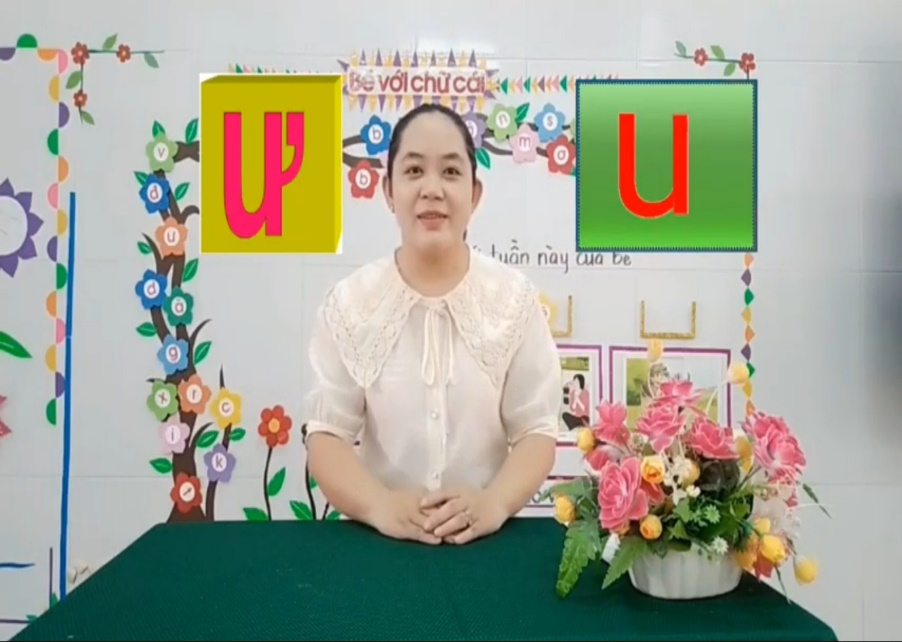 Bé với chữ cái
ư
u
b
n
s
m
a
b
v
d
u
d
a
g
x
r
c
i
k
tuần này của bé